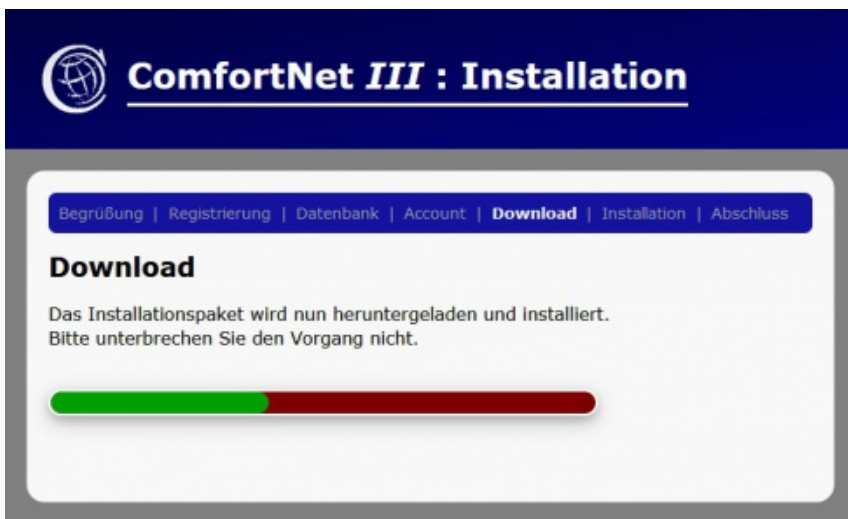 ComfortNet III : Installation
Begrüßung | Registrierung | Datenbank | Account | Download | Installation | Abschluss
Download
Das Installationspaket wird nun heruntergeladen und installiert.
Bitte unterbrechen Sie den Vorgang nicht.